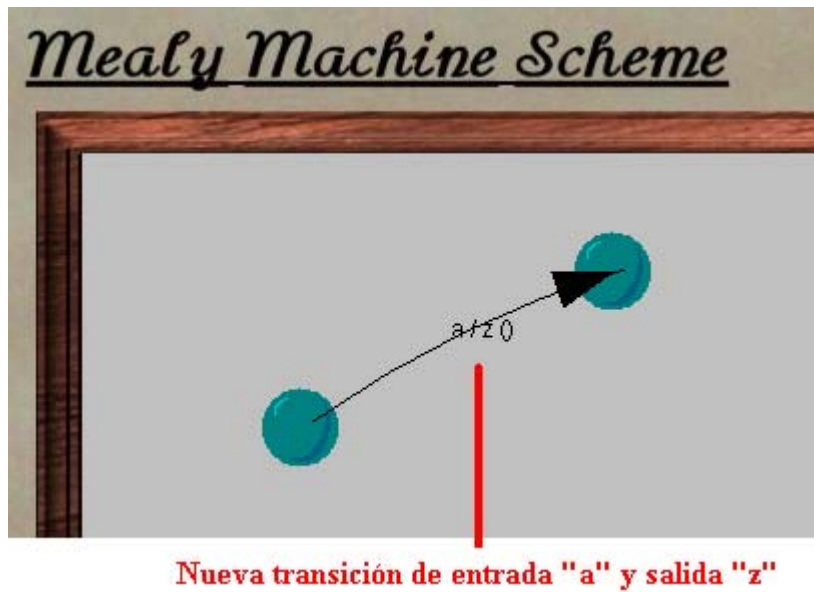 Mealy Machine Scheme
a/z()
Nueva transición de entrada "a" y salida "z"